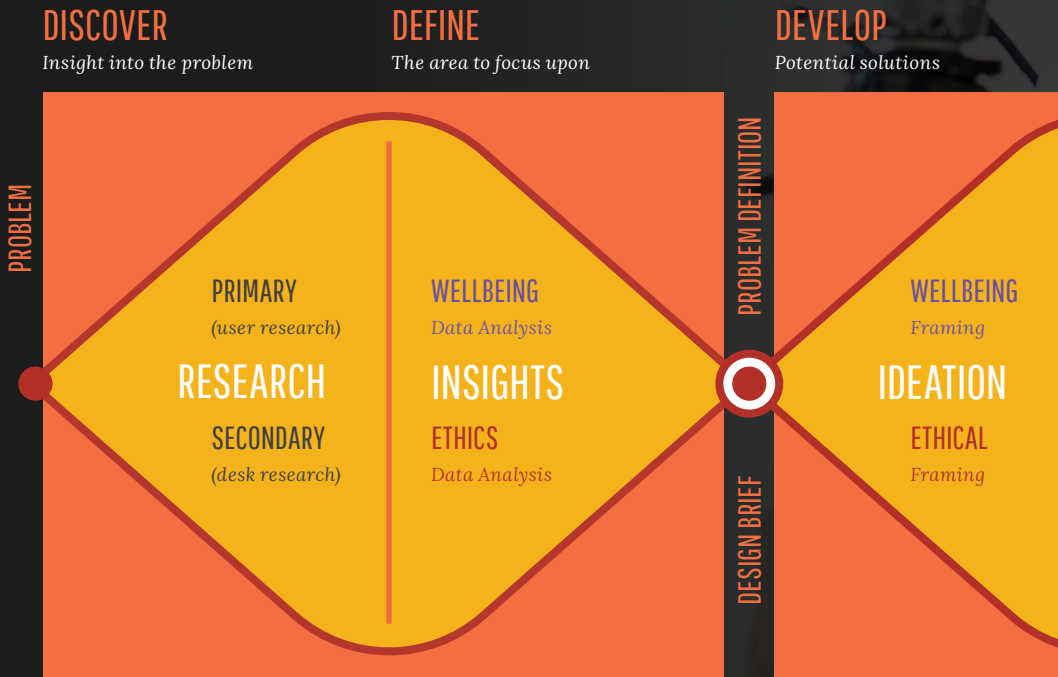 DISCOVER
Insight into the problem
DEFINE
The area to focus upon
DEVELOP
Potential solutions
PROBLEM
PRIMARY
(user research)
RESEARCH
SECONDARY
(desk research)
WELLBEING
Data Analysis
INSIGHTS
ETHICS
Data Analysis
PROBLEM DEFINITION
DESIGN BRIEF
WELLBEING
Framing
IDEATION
ETHICAL
Framing